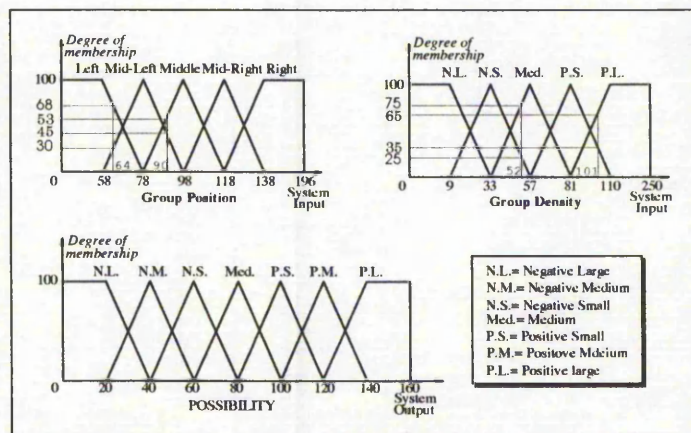 Degree of
membership
Left Mid-Left Middle Mid-Right Right
100
68
53
45
30
0
64
90
58 78 98 118 138 196
Group Position
System
Input
Degree of
membership
N.L. N.S. Med. P.S. P.L.
100
75
65
35
25
0
52
101
9 33 57 81 110 250
Group Density
System
Input
Degree of
membership
N.L. N.M. N.S. Med. P.S. P.M. P.L.
100
0
20 40 60 80 100 120 140 160
POSSIBILITY
System
Output
N.L.= Negative Large
N.M.= Negative Medium
N.S.= Negative Small
Med.= Medium
P.S.= Positive Small
P.M.= Positove Mdeium
P.L.= Positive large